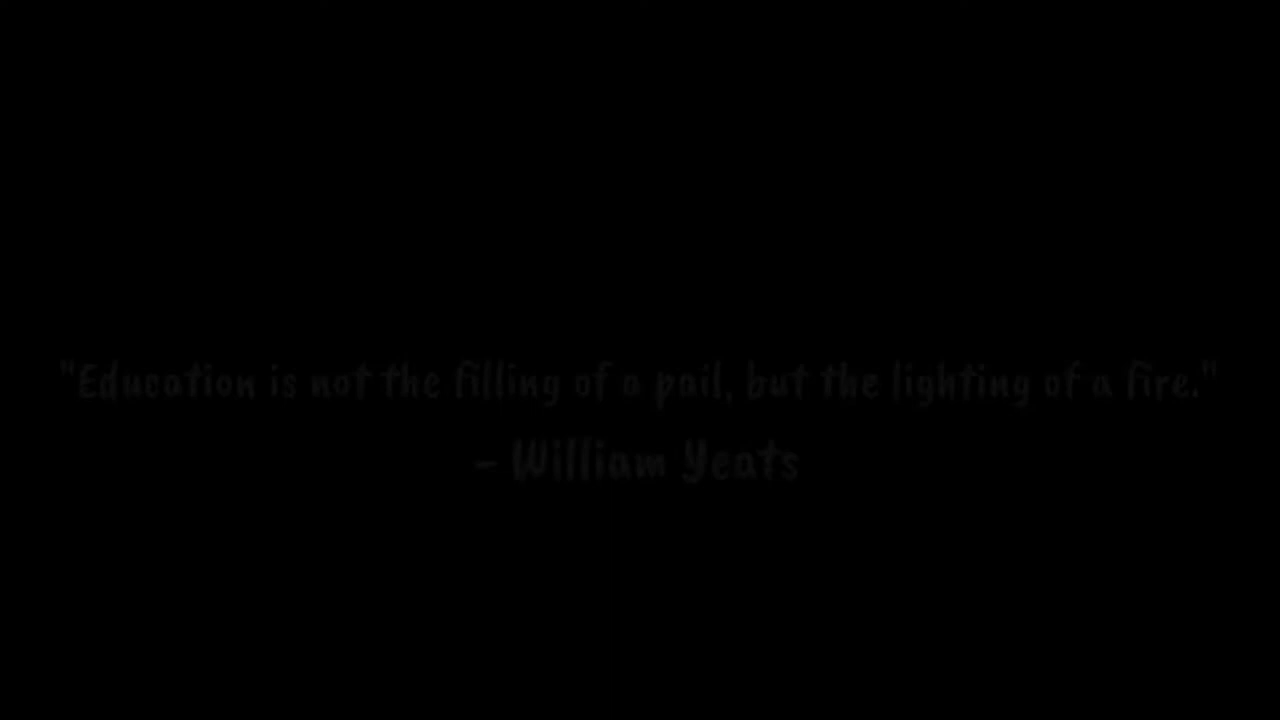 "Education is not the filling of a pail, but the lighting of a fire."
- William Yeats